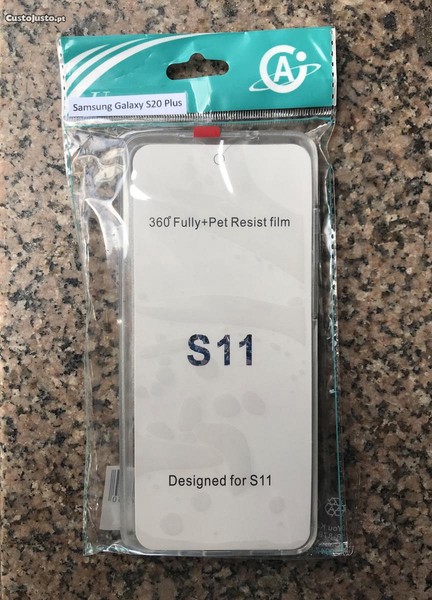 CustoJusto.pt
Samsung Galaxy S20 Plus
A
360°Fully+Pet Resist film
S11
Designed for S11